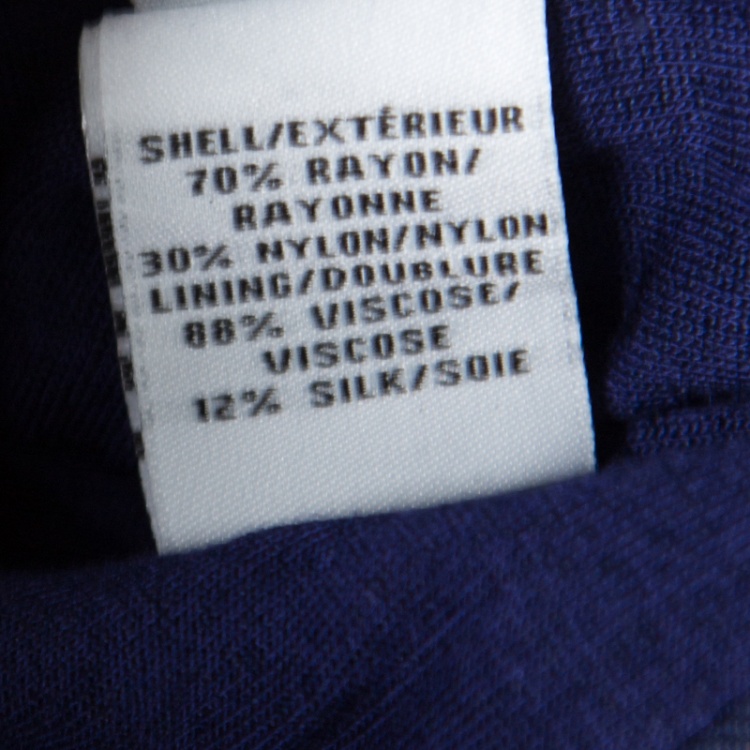 SHELL/EXTÉRIEUR
70% RAYON/
RAYONNE
30% NYLON/NYLON
LINING/DOUBLURE
88% VISCOSE/
VISCOSE
12% SILK/SOIE